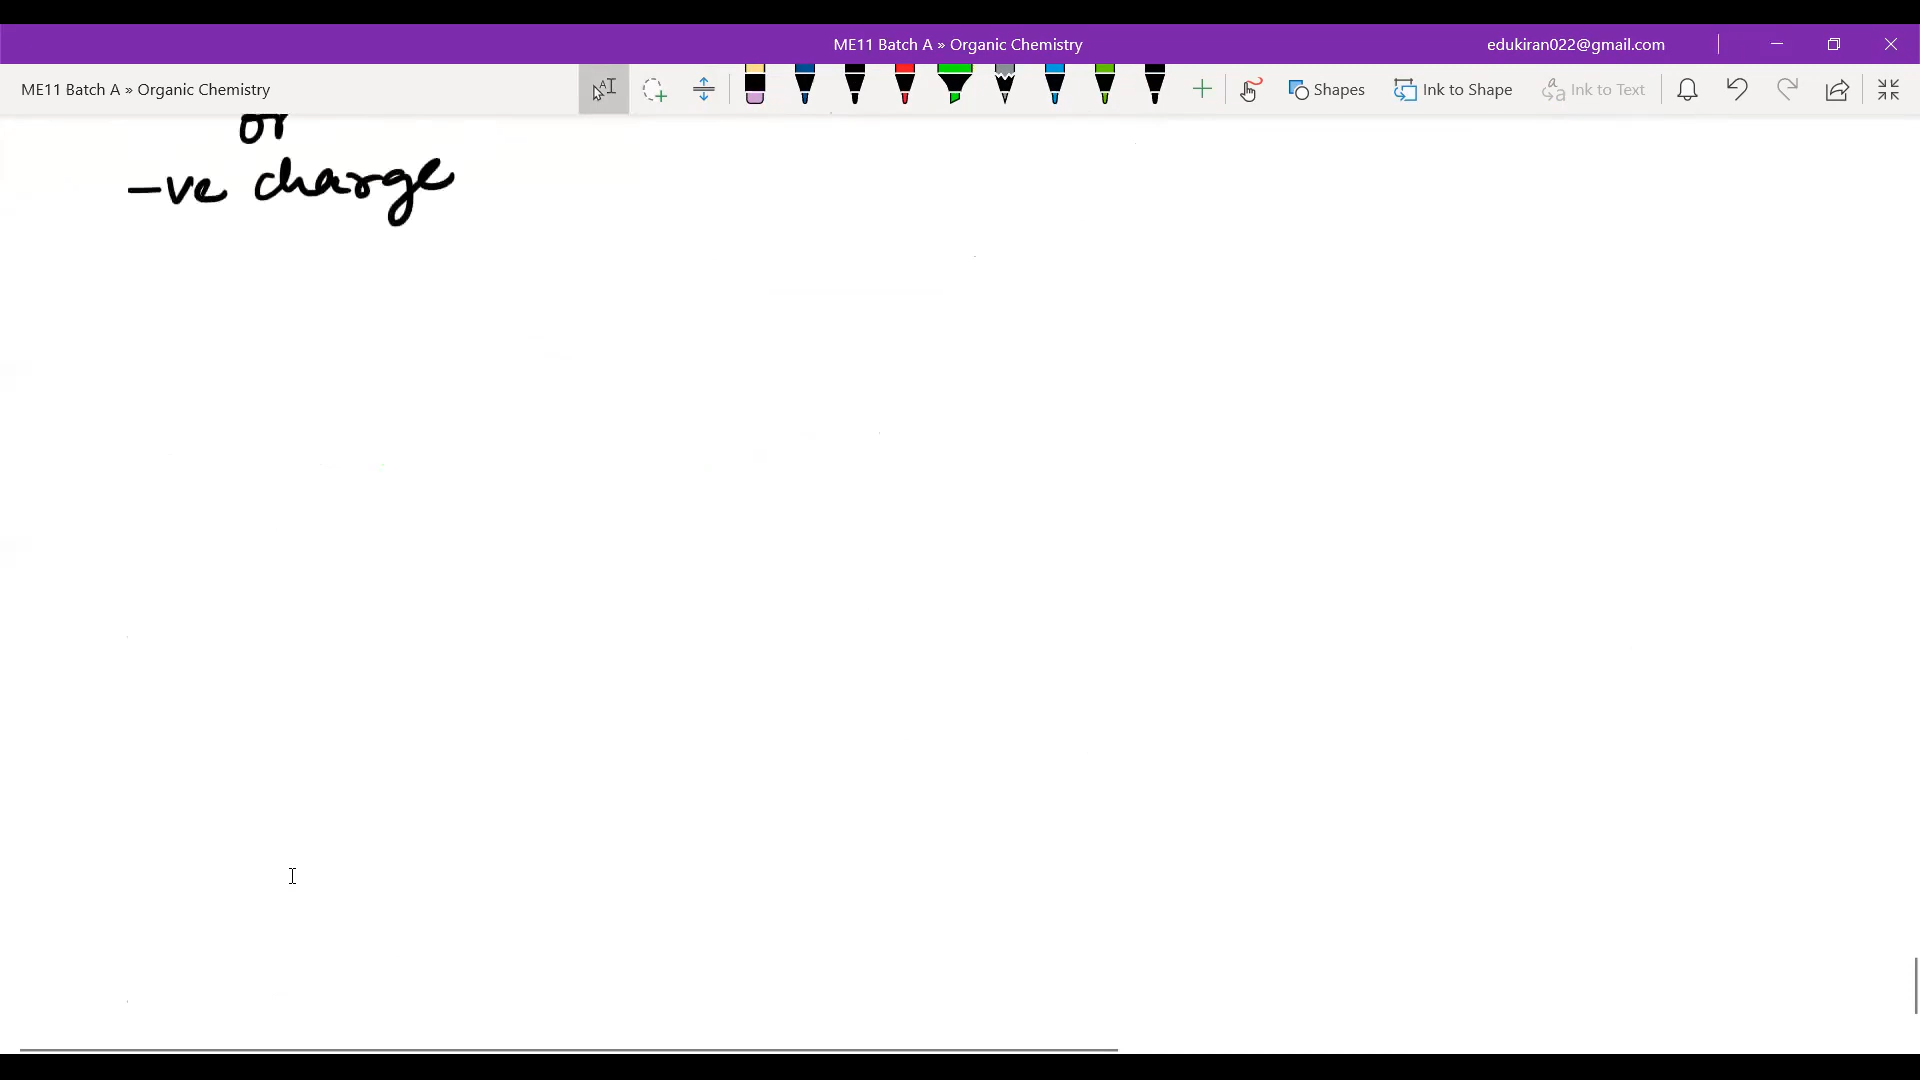 ME11 Batch A » Organic Chemistry
edukiran022@gmail.com
ME11 Batch A » Organic Chemistry
Shapes
Ink to Shape
Ink to Text
or
-ve charge